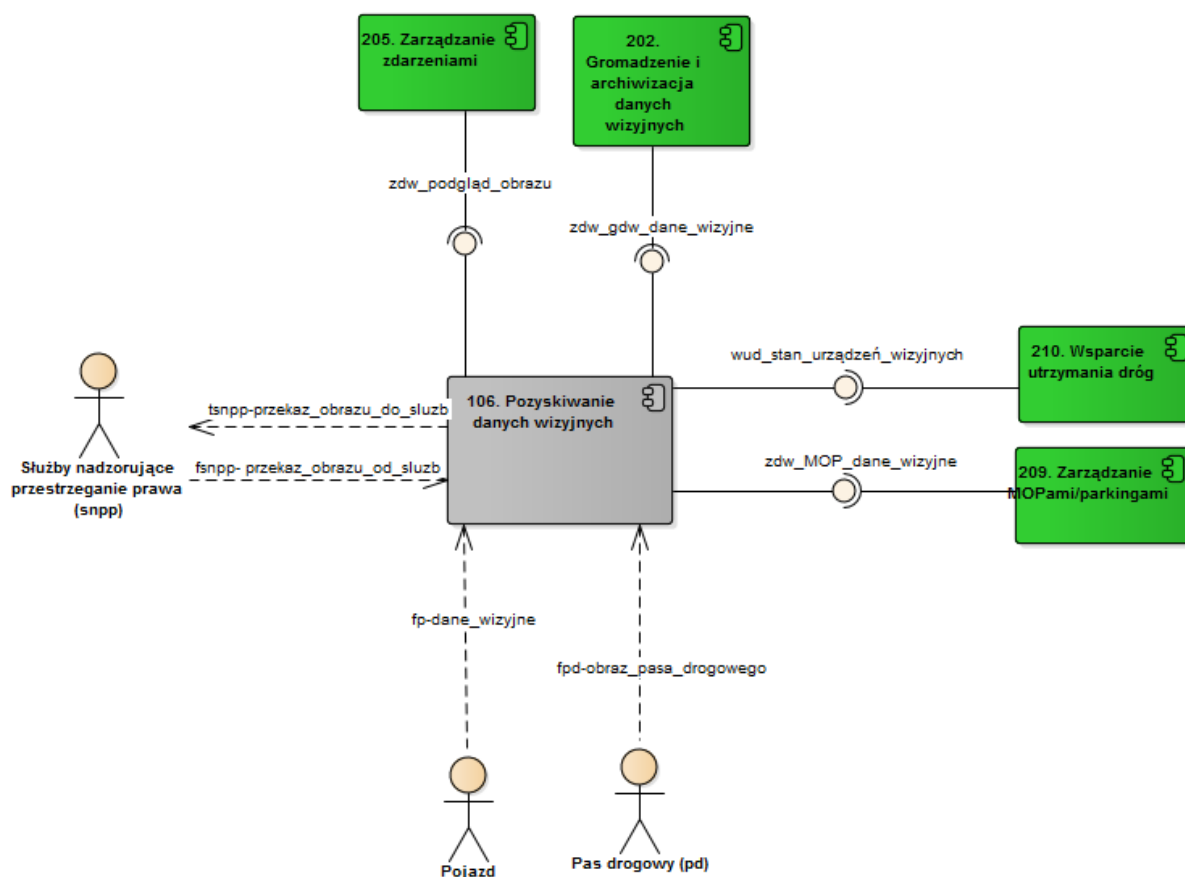 205. Zarządzanie
zdarzeniami
202.
Gromadzenie i
archiwizacja
danych
wizyjnych
zdw_podgląd_obrazu
zdw_gdw_dane_wizyjne
wud_stan_urządzeń_wizyjnych
210. Wsparcie
utrzymania dróg
106. Pozyskiwanie
danych wizyjnych
tsnpp-przekaz_obrazu_do_sluzb
fsnpp- przekaz_obrazu_od_sluzb
Służby nadzorujące
przestrzeganie prawa
(snpp)
zdw_MOP_dane_wizyjne
209. Zarządzanie
MOPami/parkingami
fp-dane_wizyjne
fpd-obraz_pasa_drogowego
Pojazd
Pas drogowy (pd)